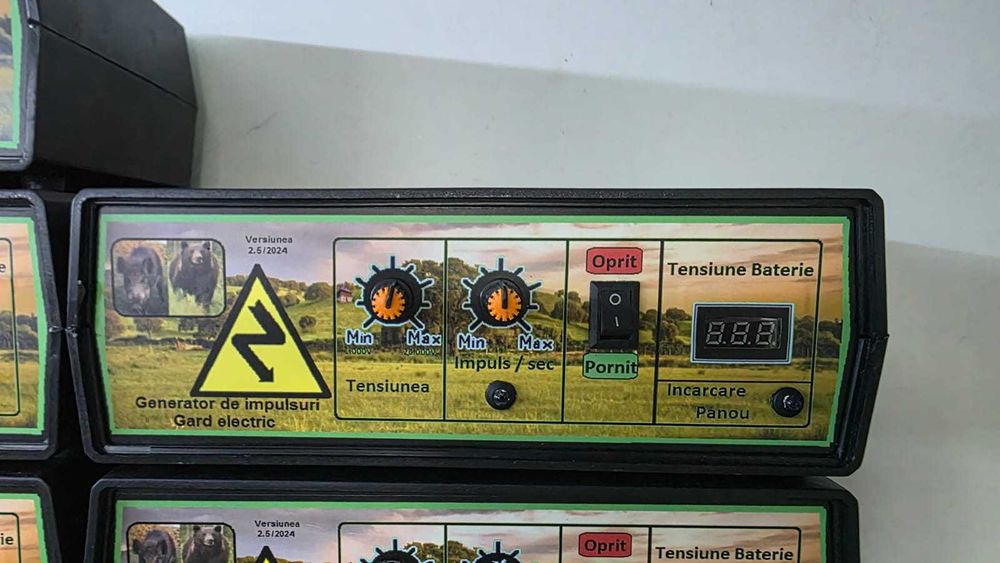 e
Versiunea
2.5/2024
Generator de impulsuri
Gard electric
Min Max
Tensiunea
Min Max
Impuls / sec
Oprit
O
I
Pornit
Tensiune Baterie
Incarcare
Panou
ie
Versiunea
2.5/2024
Oprit
Tensiune Baterie